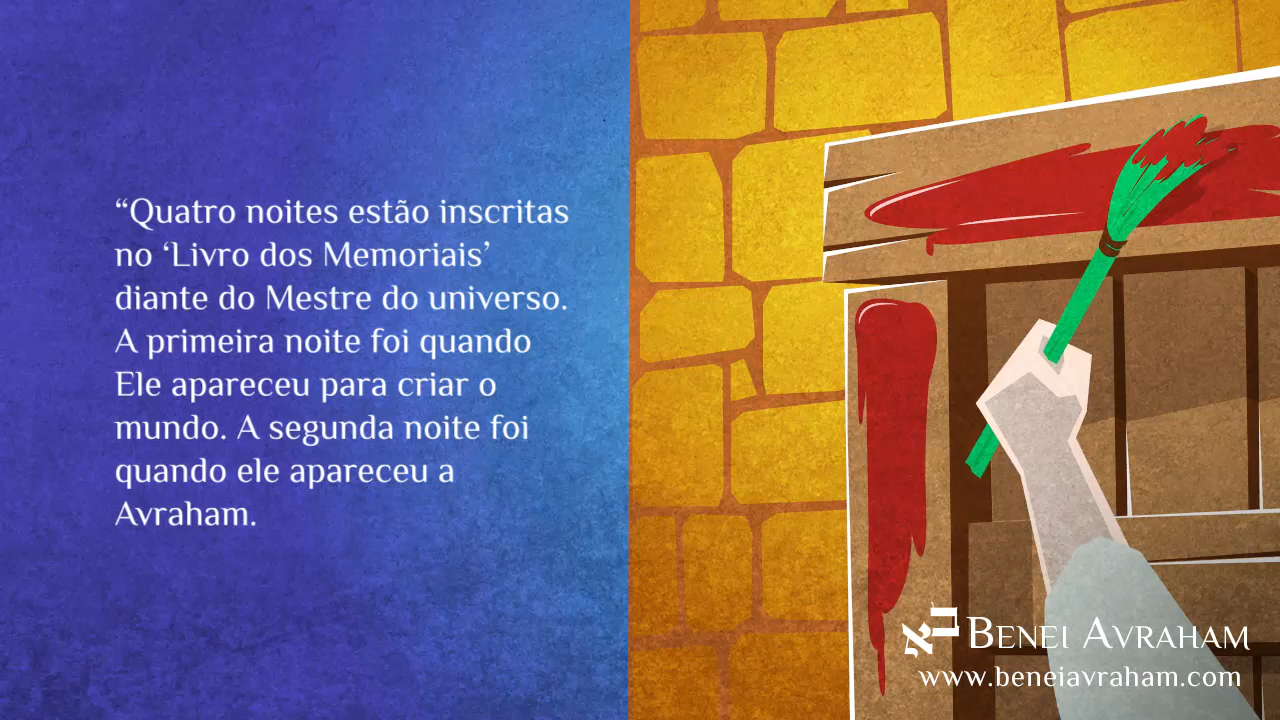 “Quatro noites estão inscritas
no ‘Livro dos Memoriais’
diante do Mestre do universo.
A primeira noite foi quando
Ele apareceu para criar o
mundo. A segunda noite foi
quando ele apareceu a
Avraham.
בא Benei Avraham
www.beneiavraham.com